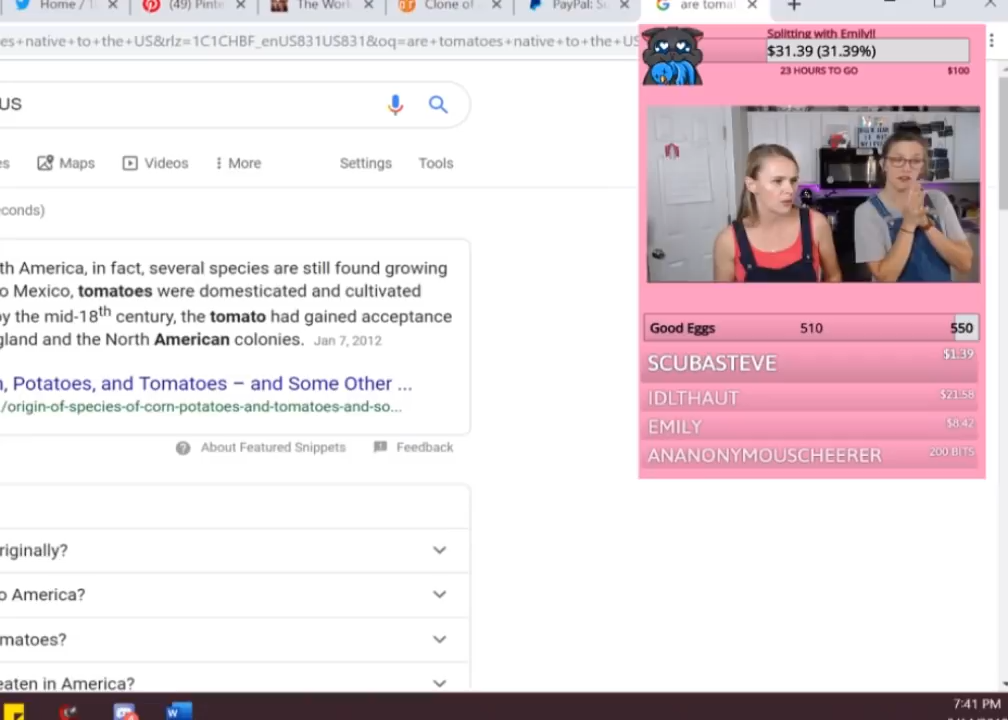 Home / 
(49) Pint
The Worl
Clone of
PayPal: S
are tomat
es+native+to+the+US&rlz=1C1CHBF_enUS831US831&oq=are+tomatoes+native+to+the+US
US
Maps
Videos
More
Settings
Tools
econds)
th America, in fact, several species are still found growing
o Mexico, tomatoes were domesticated and cultivated
by the mid-18th century, the tomato had gained acceptance
gland and the North American colonies. Jan 7, 2012
, Potatoes, and Tomatoes – and Some Other ...
/origin-of-species-of-corn-potatoes-and-tomatoes-and-so...
About Featured Snippets
Feedback
riginally?
o America?
matoes?
eaten in America?
Splitting with Emily!!
$31.39 (31.39%)
23 HOURS TO GO
$100
Good Eggs 510 550
SCUBASTEVE $1.39
IDLTHAUT $21.58
EMILY $8.42
ANANONYMOUSCHEERER 200 BITS
7:41 PM